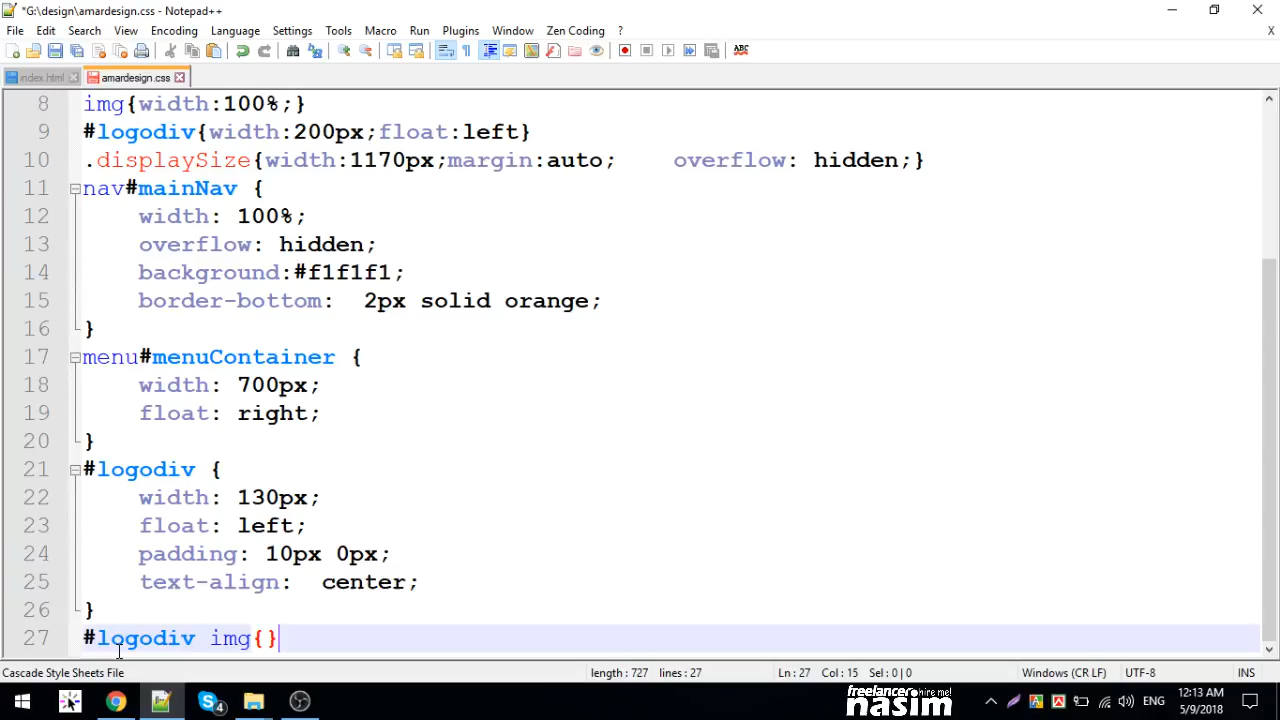 *G:\design\amardesign.css - Notepad++
File Edit Search View Encoding Language Settings Tools Macro Run Plugins Window Zen Coding ? X
ABC
index.html amardesign.css
8 img{width:100%;}
9 #logodiv{width:200px;float:left}
10 .displaySize{width:1170px;margin:auto; overflow: hidden;}
11 nav#mainNav {
12 width: 100%;
13 overflow: hidden;
14 background:#f1f1f1;
15 border-bottom: 2px solid orange;
16 }
17 menu#menuContainer {
18 width: 700px;
19 float: right;
20 }
21 #logodiv {
22 width: 130px;
23 float: left;
24 padding: 10px 0px;
25 text-align: center;
26 }
27 #logodiv img{}
Cascade Style Sheets File length : 727 lines : 27 Ln : 27 Col : 15 Sel : 0 | 0 Windows (CR LF) UTF-8 INS
4 freelancer hire me! nasim ENG 12:13 AM
5/9/2018